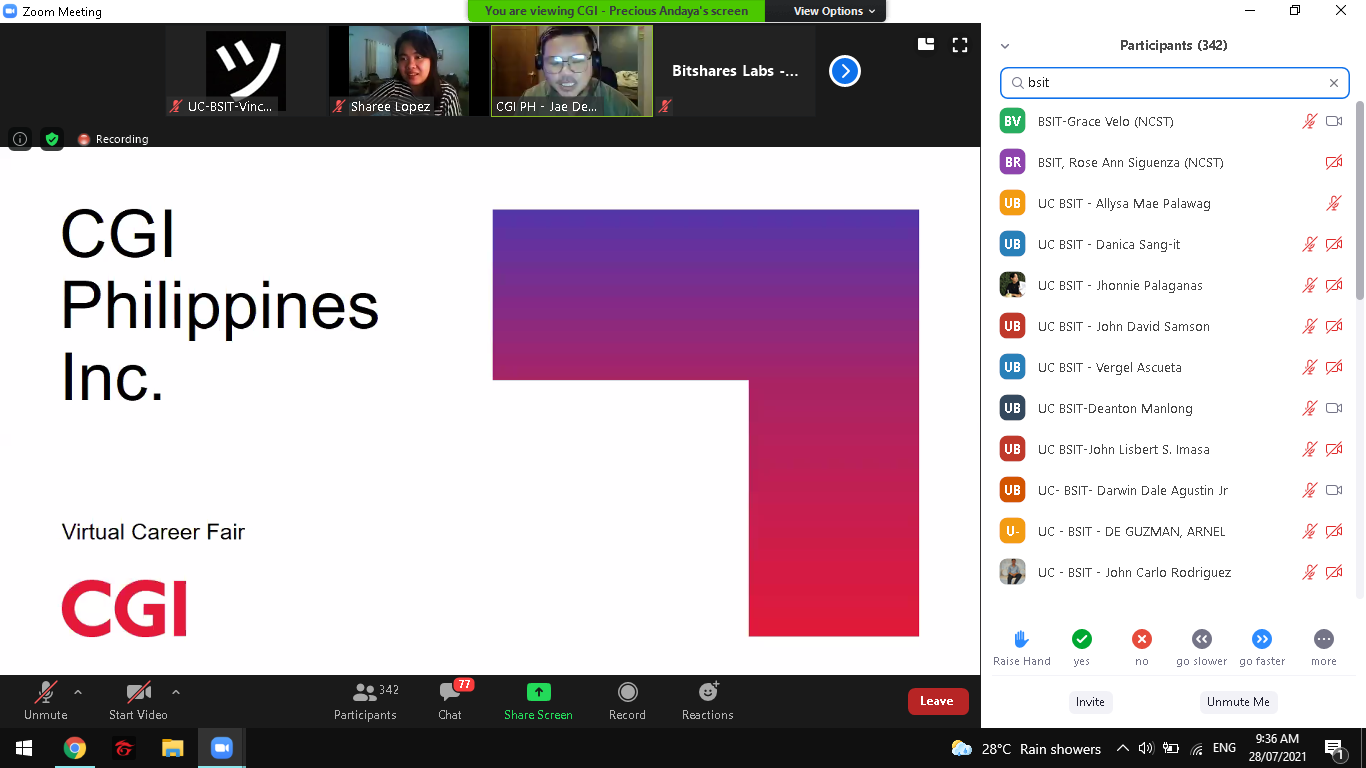 Zoom Meeting
You are viewing CGI - Precious Andaya's screen
View Options
ツ
UC-BSIT-Vinc...
Sharee Lopez
CGI PH - Jae De...
Bitshares Labs -...
Recording
CGI
Philippines
Inc.
Virtual Career Fair
CGI
Participants (342)
bsit
BV BSIT-Grace Velo (NCST)
BR BSIT, Rose Ann Siguenza (NCST)
UB UC BSIT - Allysa Mae Palawag
UB UC BSIT - Danica Sang-it
UC BSIT - Jhonnie Palaganas
UB UC BSIT - John David Samson
UB UC BSIT - Vergel Ascueta
UB UC BSIT-Deanton Manlong
UB UC BSIT-John Lisbert S. Imasa
UB UC- BSIT- Darwin Dale Agustin Jr
U- UC - BSIT - DE GUZMAN, ARNEL
UC - BSIT - John Carlo Rodriguez
Raise Hand yes no go slower go faster more
Invite Unmute Me
Unmute
Start Video
342
Participants
77
Chat
Share Screen
Record
Reactions
Leave
28°C Rain showers
ENG
9:36 AM
28/07/2021
1